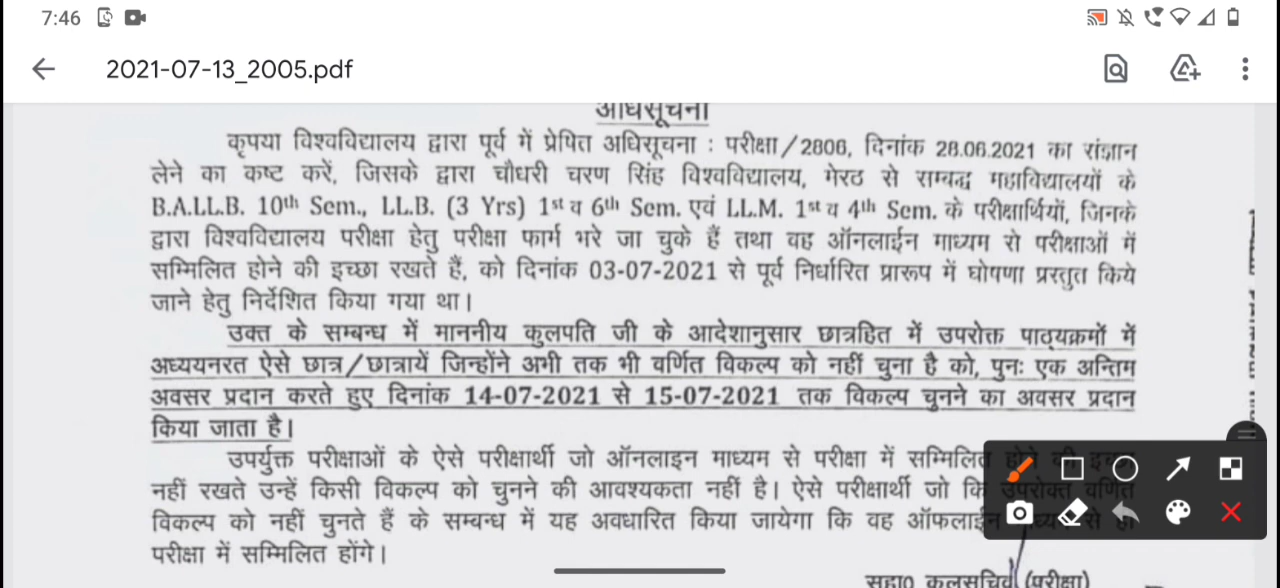 7:46
2021-07-13_2005.pdf
अधिसूचना
कृपया विश्वविद्यालय द्वारा पूर्व में प्रेषित अधिसूचना : परीक्षा/2806, दिनांक 28.06.2021 का संज्ञान
लेने का कष्ट करें, जिसके द्वारा चौधरी चरण सिंह विश्वविद्यालय, मेरठ से सम्बद्ध महाविद्यालयों के
B.A.LL.B. 10th Sem., LL.B. (3 Yrs) 1st व 6th Sem. एवं LL.M. 1st व 4th Sem. के परीक्षार्थियों, जिनके
द्वारा विश्वविद्यालय परीक्षा हेतु परीक्षा फार्म भरे जा चुके हैं तथा वह ऑनलाईन माध्यम से परीक्षाओं में
सम्मिलित होने की इच्छा रखते हैं, को दिनांक 03-07-2021 से पूर्व निर्धारित प्रारूप में घोषणा प्रस्तुत किये
जाने हेतु निर्देशित किया गया था।
उक्त के सम्बन्ध में माननीय कुलपति जी के आदेशानुसार छात्रहित में उपरोक्त पाठ्यक्रमों में
अध्ययनरत ऐसे छात्र/छात्रायें जिन्होंने अभी तक भी वर्णित विकल्प को नहीं चुना है को, पुनः एक अन्तिम
अवसर प्रदान करते हुए दिनांक 14-07-2021 से 15-07-2021 तक विकल्प चुनने का अवसर प्रदान
किया जाता है।
उपर्युक्त परीक्षाओं के ऐसे परीक्षार्थी जो ऑनलाइन माध्यम से परीक्षा में सम्मिलित होने की इच्छा
नहीं रखते उन्हें किसी विकल्प को चुनने की आवश्यकता नहीं है। ऐसे परीक्षार्थी जो कि उपरोक्त वर्णित
विकल्प को नहीं चुनते हैं के सम्बन्ध में यह अवधारित किया जायेगा कि वह ऑफलाईन माध्यम से ही
परीक्षा में सम्मिलित होंगे।
सहा० कुलसचिव (परीक्षा)